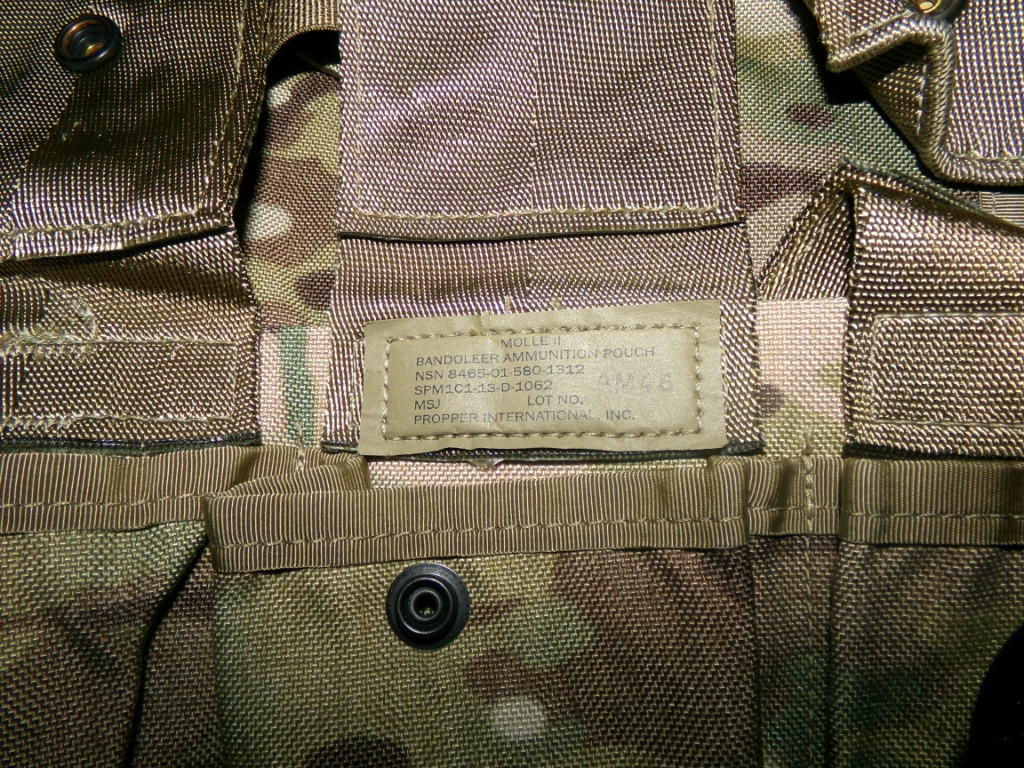 MOLLE II
BANDOLEER AMMUNITION POUCH
NSN 8465-01-580-1312
SPM1C1-13-D-1062 AM46
MSJ LOT NO.
PROPPER INTERNATIONAL, INC.